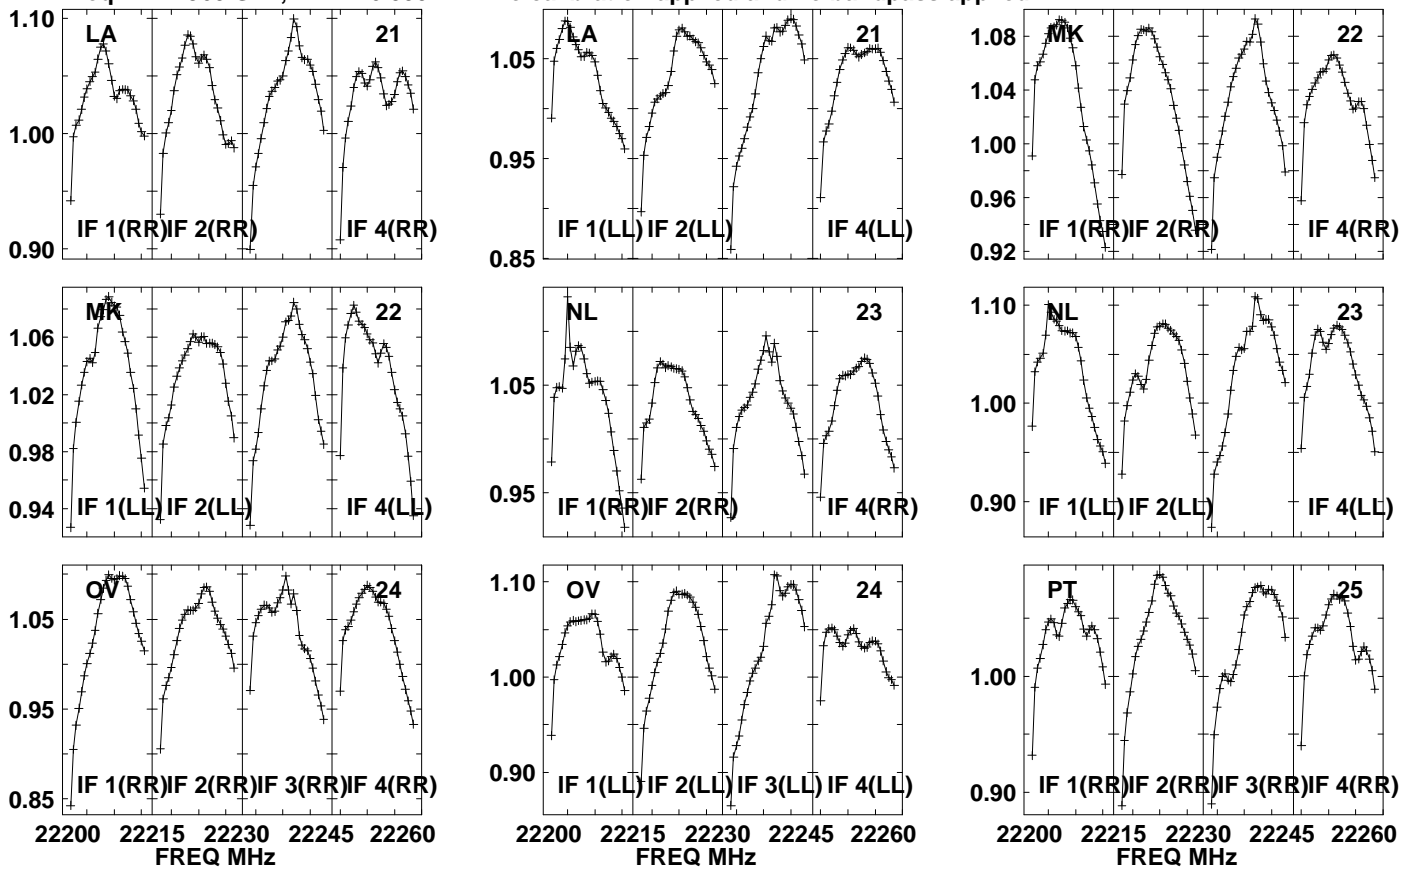 1.10 LA 21 LA 21 MK 22
1.05 1.08
1.04
1.00 1.00
0.95 0.96
0.90 IF 1(RR) IF 2(RR) IF 4(RR) IF 1(LL) IF 2(LL) IF 4(LL) IF 1(RR) IF 2(RR) IF 4(RR)
0.85 0.92
MK 22 NL 23 1.10 NL 23
1.06
1.05
1.02 1.00
0.98
0.95
0.94 IF 1(LL) IF 2(LL) IF 4(LL) IF 1(RR) IF 2(RR) IF 4(RR) 0.90 IF 1(LL) IF 2(LL) IF 4(LL)
OV 24 1.10 OV 24 PT 25
1.05
1.00 1.00
0.95
0.90 0.90
0.85 IF 1(RR) IF 2(RR) IF 3(RR) IF 4(RR) IF 1(LL) IF 2(LL) IF 3(LL) IF 4(LL) IF 1(RR) IF 2(RR) IF 3(RR) IF 4(RR)
22200 22215 22230 22245 22260 22200 22215 22230 22245 22260 22200 22215 22230 22245 22260
FREQ MHz FREQ MHz FREQ MHz